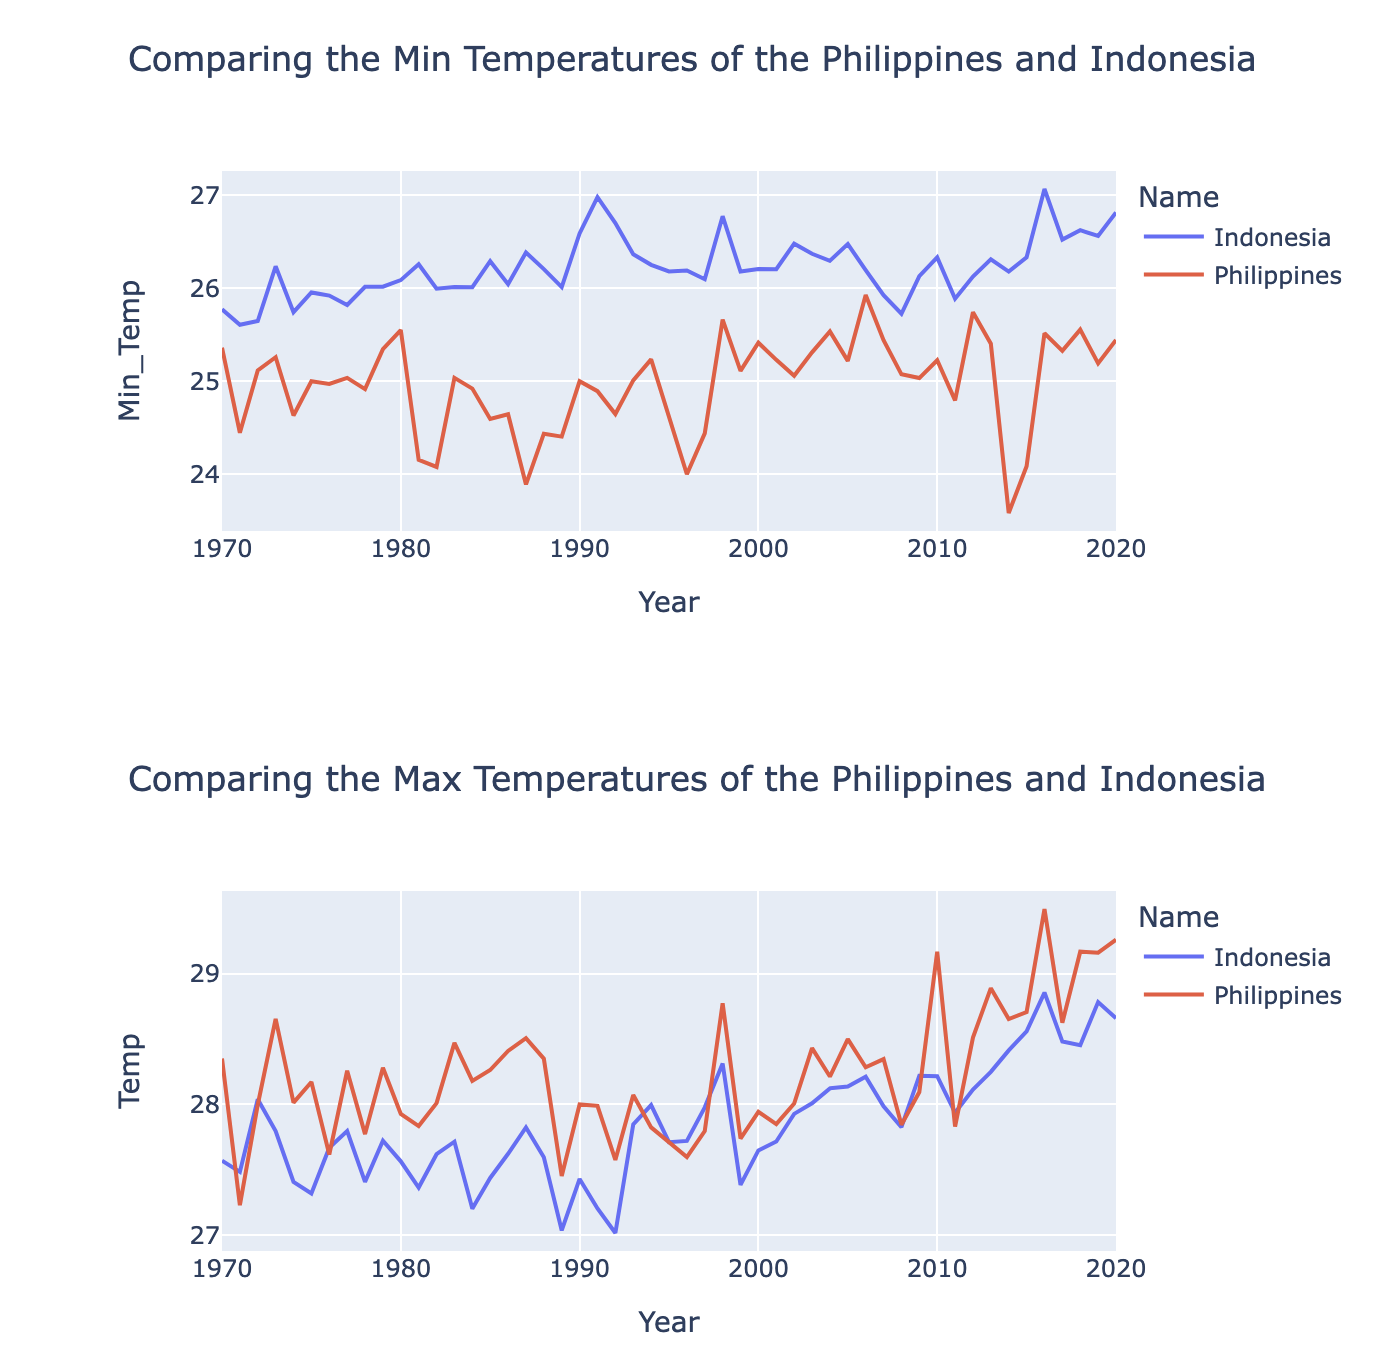 Comparing the Min Temperatures of the Philippines and Indonesia
27
26
25
24
Min_Temp
1970 1980 1990 2000 2010 2020
Year
Name
Indonesia
Philippines
Comparing the Max Temperatures of the Philippines and Indonesia
29
28
27
Temp
1970 1980 1990 2000 2010 2020
Year
Name
Indonesia
Philippines